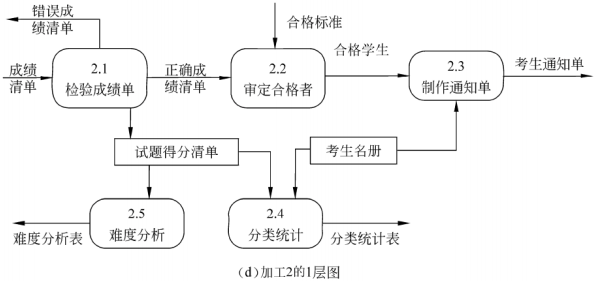 错误成
绩清单
合格标准
成绩
清单
2.1
检验成绩单
正确成
绩清单
2.2
审定合格者
合格学生
2.3
制作通知单
考生通知单
试题得分清单
考生名册
2.5
难度分析
2.4
分类统计
难度分析表
分类统计表
(d)加工2的1层图